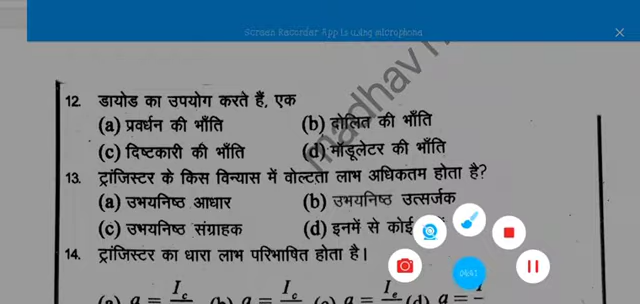 Screen Recorder App is using microphone
madhav
12. डायोड का उपयोग करते हैं, एक
(a) प्रवर्धन की भाँति (b) दोलित की भाँति
(c) दिष्टकारी की भाँति (d) मॉडूलेटर की भाँति
13. ट्रांजिस्टर के किस विन्यास में वोल्टता लाभ अधिकतम होता है?
(a) उभयनिष्ठ आधार (b) उभयनिष्ठ उत्सर्जक
(c) उभयनिष्ठ संग्राहक (d) इनमें से कोई
14. ट्रांजिस्टर का धारा लाभ परिभाषित होता है।